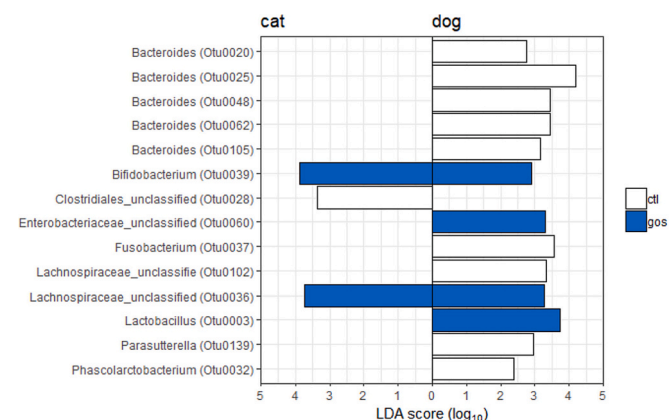 cat dog
Bacteroides (Otu0020)
Bacteroides (Otu0025)
Bacteroides (Otu0048)
Bacteroides (Otu0062)
Bacteroides (Otu0105)
Bifidobacterium (Otu0039)
Clostridiales_unclassified (Otu0028)
Enterobacteriaceae_unclassified (Otu0060)
Fusobacterium (Otu0037)
Lachnospiraceae_unclassifie (Otu0102)
Lachnospiraceae_unclassified (Otu0036)
Lactobacillus (Otu0003)
Parasutterella (Otu0139)
Phascolarctobacterium (Otu0032)
5 4 3 2 1 0 1 2 3 4 5
LDA score (log10)
ctl
gos